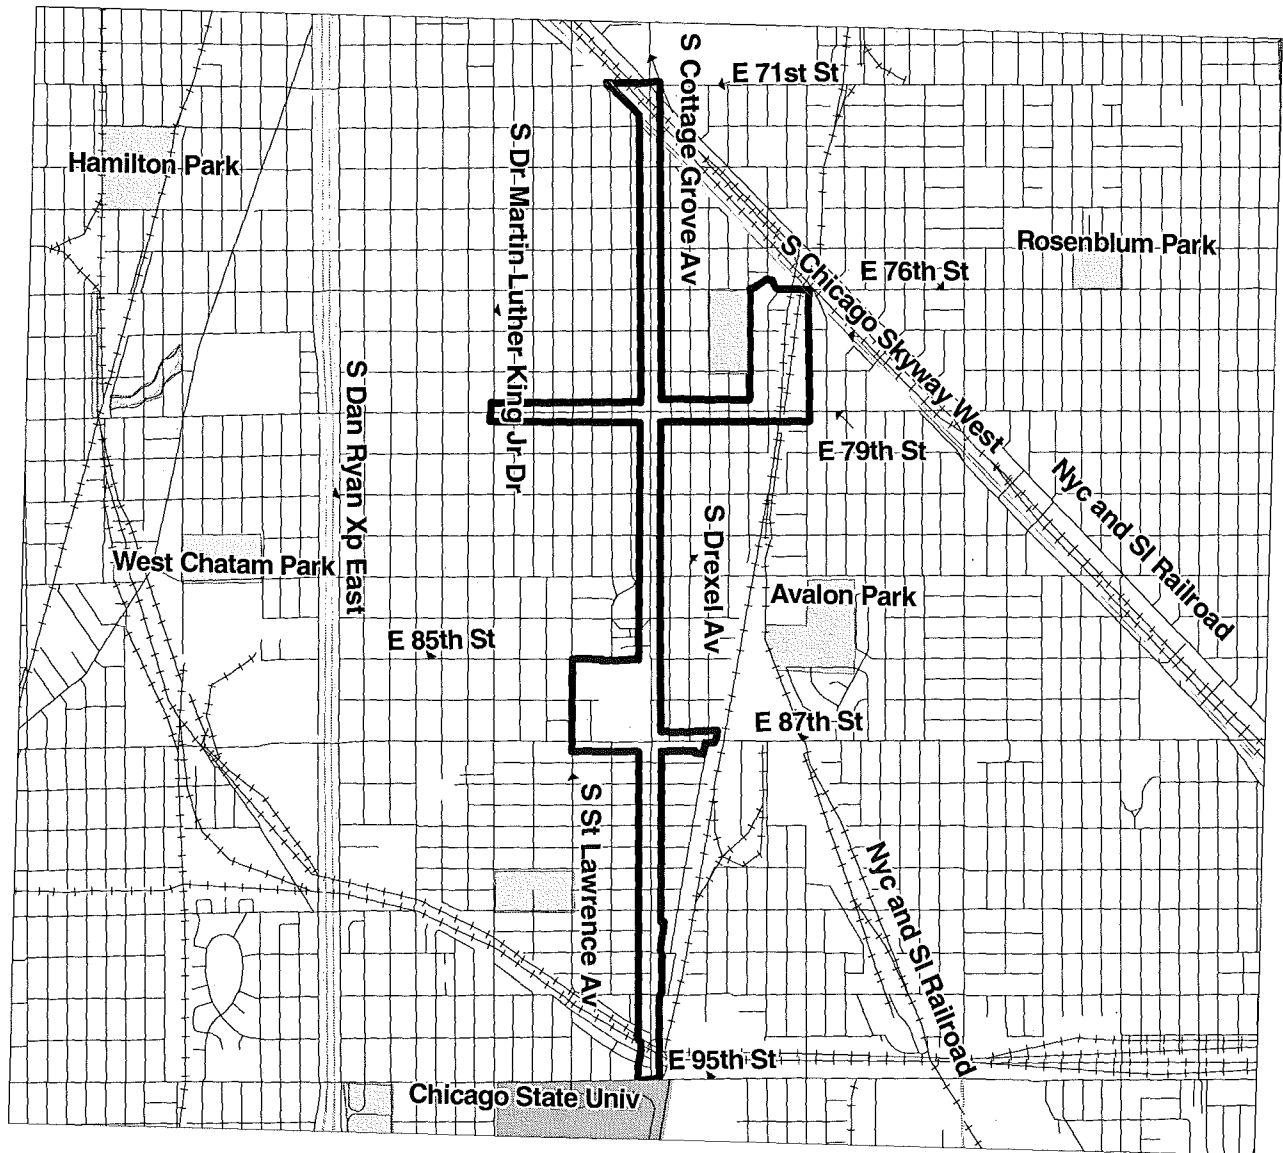 S Cottage Grove Av
E 71st St
S Dr Martin Luther King Jr Dr
Hamilton Park
Rosenblum Park
S Chicago Skyway West
E 76th St
S Dan Ryan Xp East
E 79th St
Nyc and Sl Railroad
S Drexel Av
West Chatam Park
Avalon Park
E 85th St
E 87th St
S St Lawrence Av
Nyc and Sl Railroad
E 95th St
Chicago State Univ